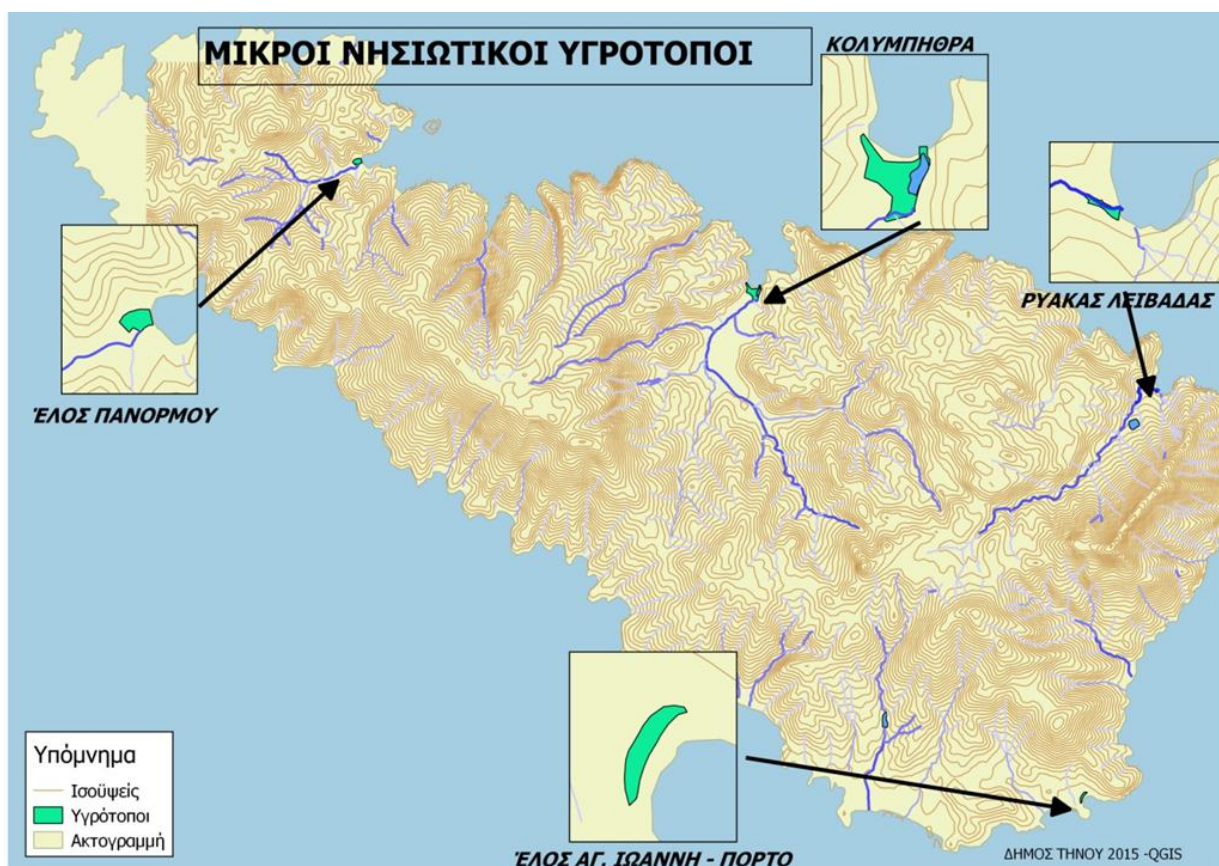 ΜΙΚΡΟΙ ΝΗΣΙΩΤΙΚΟΙ ΥΓΡΟΤΟΠΟΙ
ΚΟΛΥΜΠΗΘΡΑ
ΡΥΑΚΑΣ ΛΕΙΒΑΔΑΣ
ΈΛΟΣ ΠΑΝΟΡΜΟΥ
Υπόμνημα
Ισοϋψείς
Υγρότοποι
Ακτογραμμή
ΈΛΟΣ ΑΓ. ΙΩΑΝΝΗ - ΠΟΡΤΟ
ΔΗΜΟΣ ΤΗΝΟΥ 2015 -QGIS